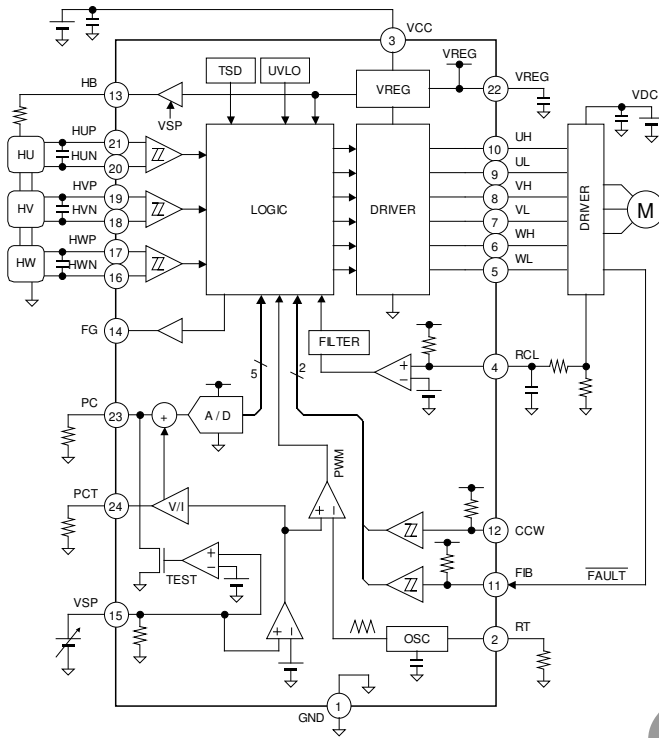 VCC
3
HB
13
VSP
TSD
UVLO
VREG
VREG
22
VREG
VDC
HU
HUP
21
HUN
20
HV
HVP
19
HVN
18
HW
HWP
17
HWN
16
LOGIC
DRIVER
10
UH
9
UL
8
VH
7
VL
6
WH
5
WL
DRIVER
M
FG
14
5
2
FILTER
+
−
4
RCL
PC
23
+
A / D
PCT
24
V/I
PWM
+
−
12
CCW
TEST
+
−
11
FIB
FAULT
VSP
15
+
−
OSC
2
RT
GND
1